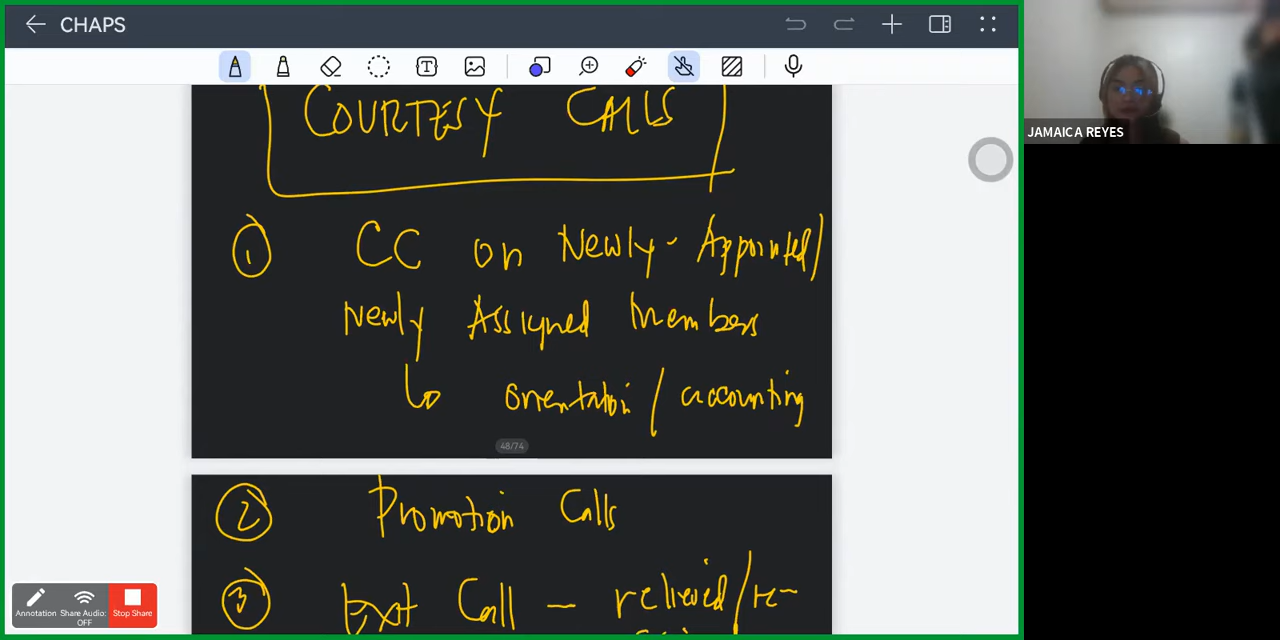 CHAPS
COURTESY CALLS
1 CC on Newly-Appointed/
Newly Assigned Members
↳ orientation / accounting
48/74
2 Promotion Calls
3 Exit Call — relieved/re-
Annotation
Share Audio: OFF
Stop Share
JAMAICA REYES